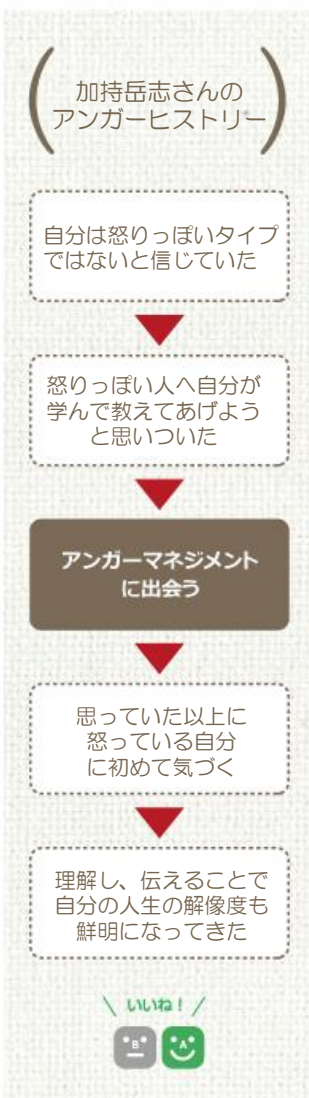 加持岳志さんの
アンガーヒストリー
自分は怒りっぽいタイプ
ではないと信じていた
怒りっぽい人へ自分が
学んで教えてあげよう
と思いついた
アンガーマネジメント
に出会う
思っていた以上に
怒っている自分
に初めて気づく
理解し、伝えることで
自分の人生の解像度も
鮮明になってきた
いいね！
B A